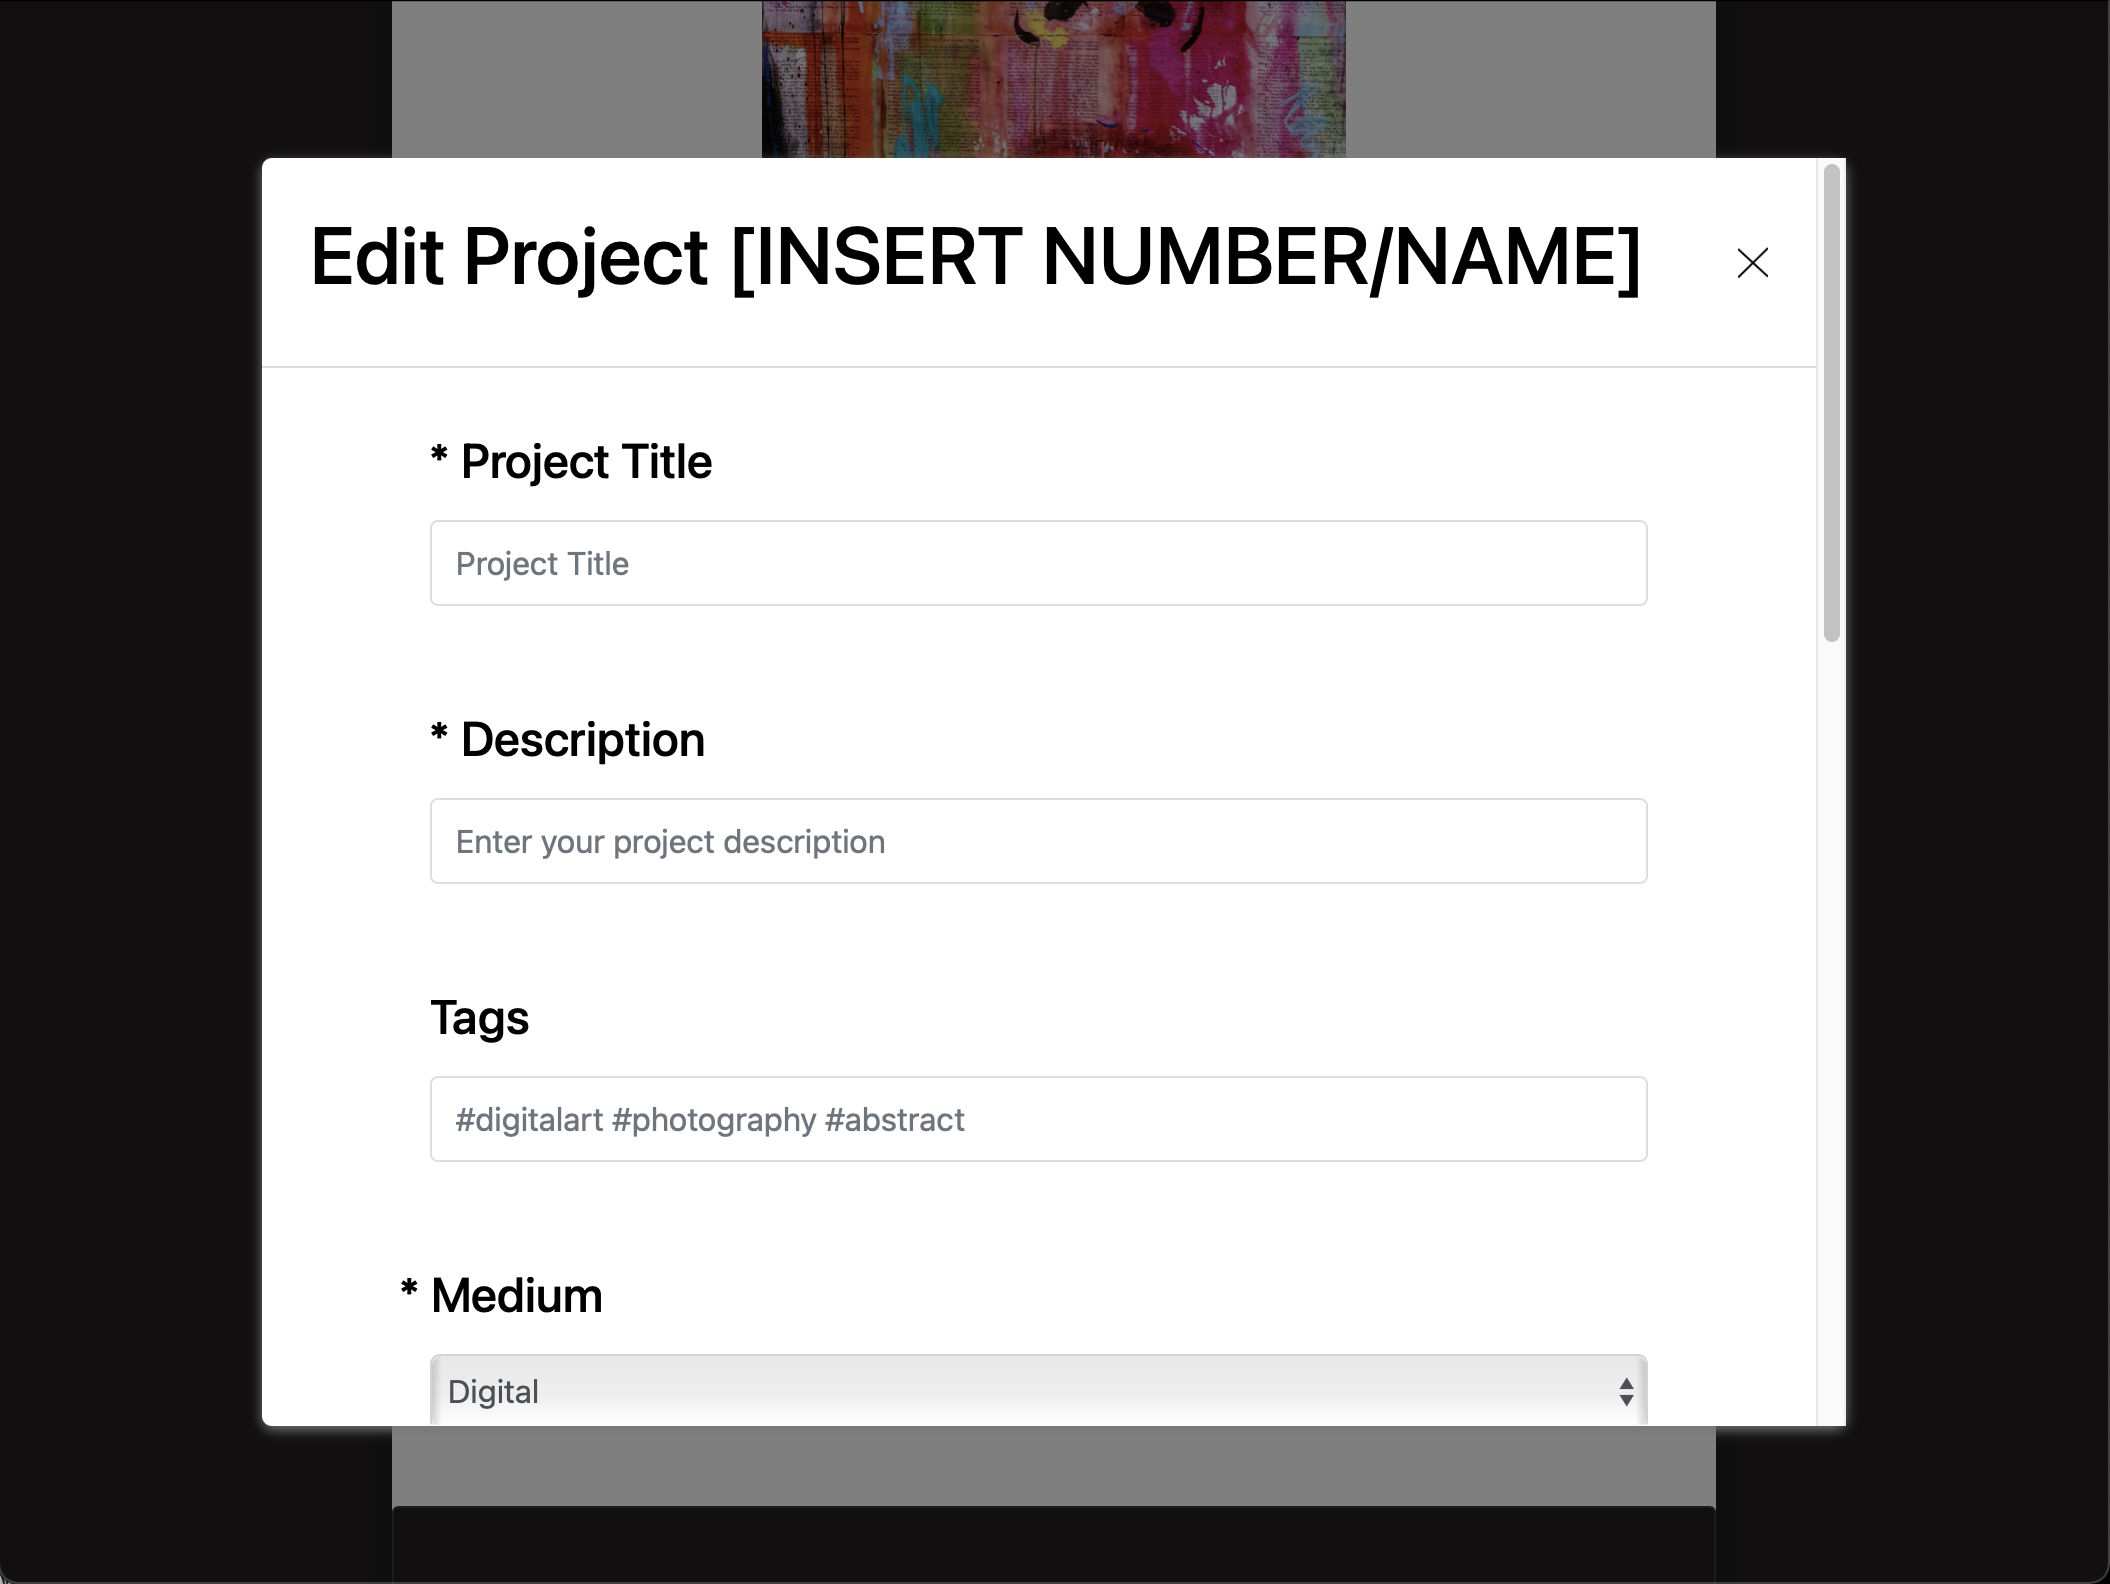 Edit Project [INSERT NUMBER/NAME]
* Project Title
Project Title
* Description
Enter your project description
Tags
#digitalart #photography #abstract
* Medium
Digital